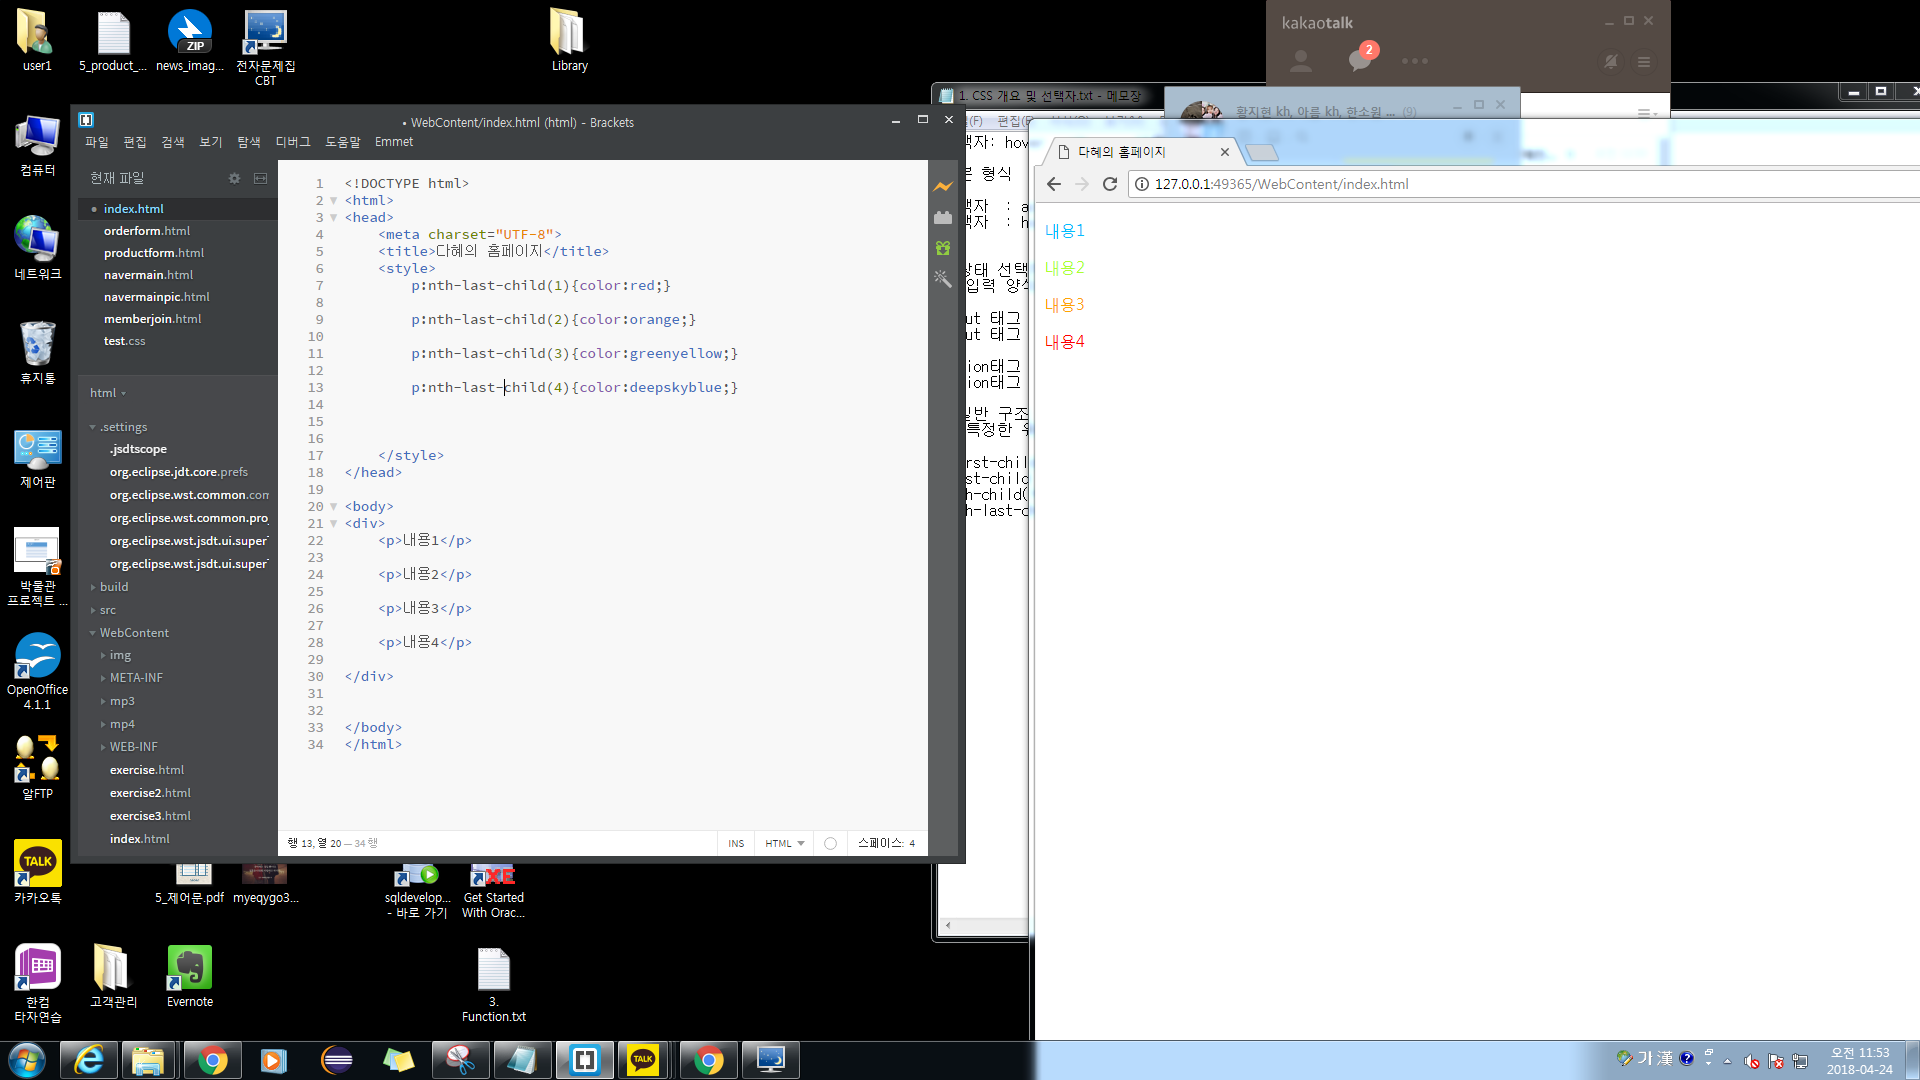 user1
5_product_...
news_imag...
전자문제집
CBT
Library
컴퓨터
네트워크
휴지통
제어판
박물관
프로젝트 ...
OpenOffice
4.1.1
알FTP
카카오톡
한컴
타자연습
고객관리
Evernote
5_제어문.pdf
myeqygo3...
sqldevelop...
- 바로 가기
Get Started
With Orac...
3.
Function.txt
• WebContent/index.html (html) - Brackets
파일 편집 검색 보기 탐색 디버그 도움말 Emmet
현재 파일
index.html
orderform.html
productform.html
navermain.html
navermainpic.html
memberjoin.html
test.css
html
.settings
.jsdtscope
org.eclipse.jdt.core.prefs
org.eclipse.wst.common.com
org.eclipse.wst.common.pro
org.eclipse.wst.jsdt.ui.super
org.eclipse.wst.jsdt.ui.super
build
src
WebContent
img
META-INF
mp3
mp4
WEB-INF
exercise.html
exercise2.html
exercise3.html
index.html
1 <!DOCTYPE html>
2 <html>
3 <head>
4 <meta charset="UTF-8">
5 <title>다혜의 홈페이지</title>
6 <style>
7 p:nth-last-child(1){color:red;}
8
9 p:nth-last-child(2){color:orange;}
10
11 p:nth-last-child(3){color:greenyellow;}
12
13 p:nth-last-child(4){color:deepskyblue;}
14
15
16
17 </style>
18 </head>
19
20 <body>
21 <div>
22 <p>내용1</p>
23
24 <p>내용2</p>
25
26 <p>내용3</p>
27
28 <p>내용4</p>
29
30 </div>
31
32
33 </body>
34 </html>
행 13, 열 20 — 34 행
INS HTML 스페이스: 4
1. CSS 개요 및 선택자.txt - 메모장
(F) 편집(
택자: hov
형식
택자 : a
택자 : h
상태 선택
입력 양식
ut 태그
ut 태그
ion태그
ion태그
일반 구조
특정한 위
rst-chil
st-child
h-child(
h-last-c
kakaotalk
2
황지현 kh, 아름 kh, 한소원 ... (9)
다혜의 홈페이지
127.0.0.1:49365/WebContent/index.html
내용1
내용2
내용3
내용4
ZIP
TALK
XE
TALK
가 漢
오전 11:53
2018-04-24